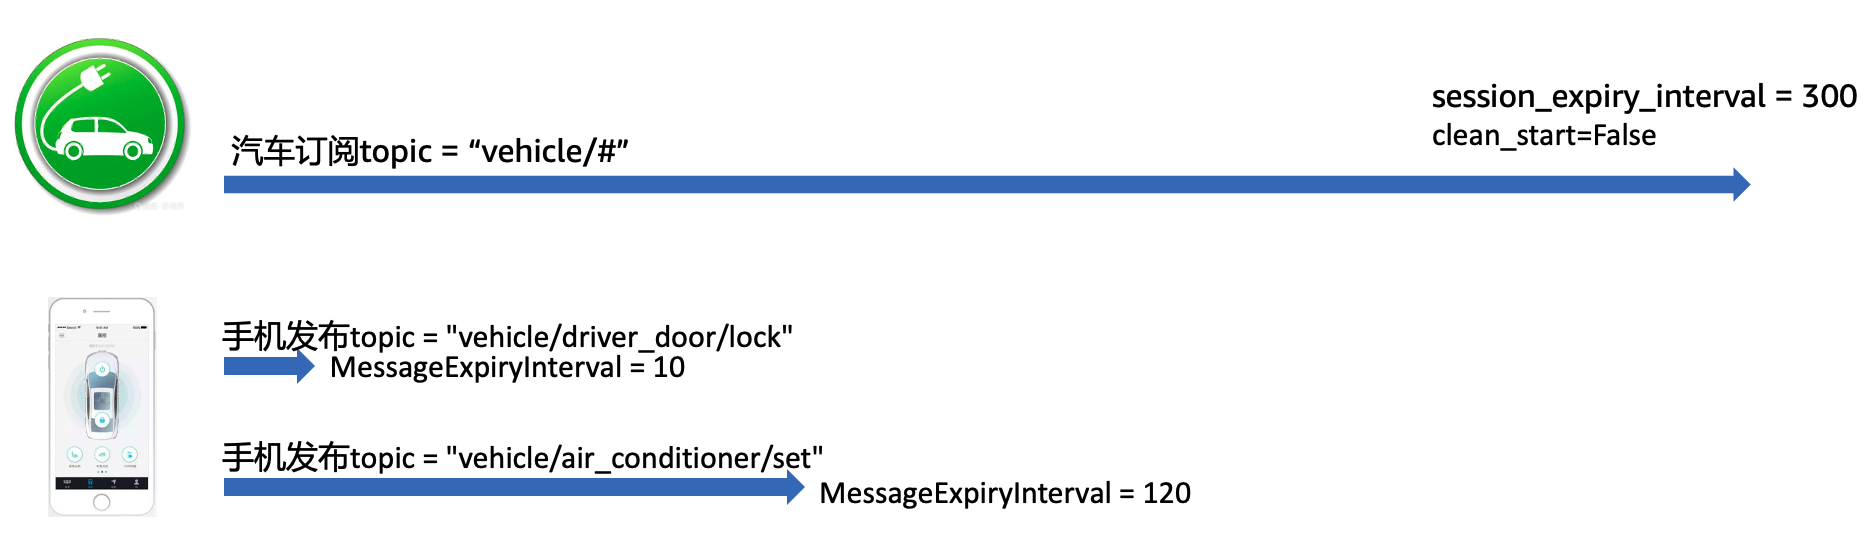 session_expiry_interval = 300
clean_start=False
汽车订阅topic = “vehicle/#”
手机发布topic = "vehicle/driver_door/lock"
MessageExpiryInterval = 10
手机发布topic = "vehicle/air_conditioner/set"
MessageExpiryInterval = 120